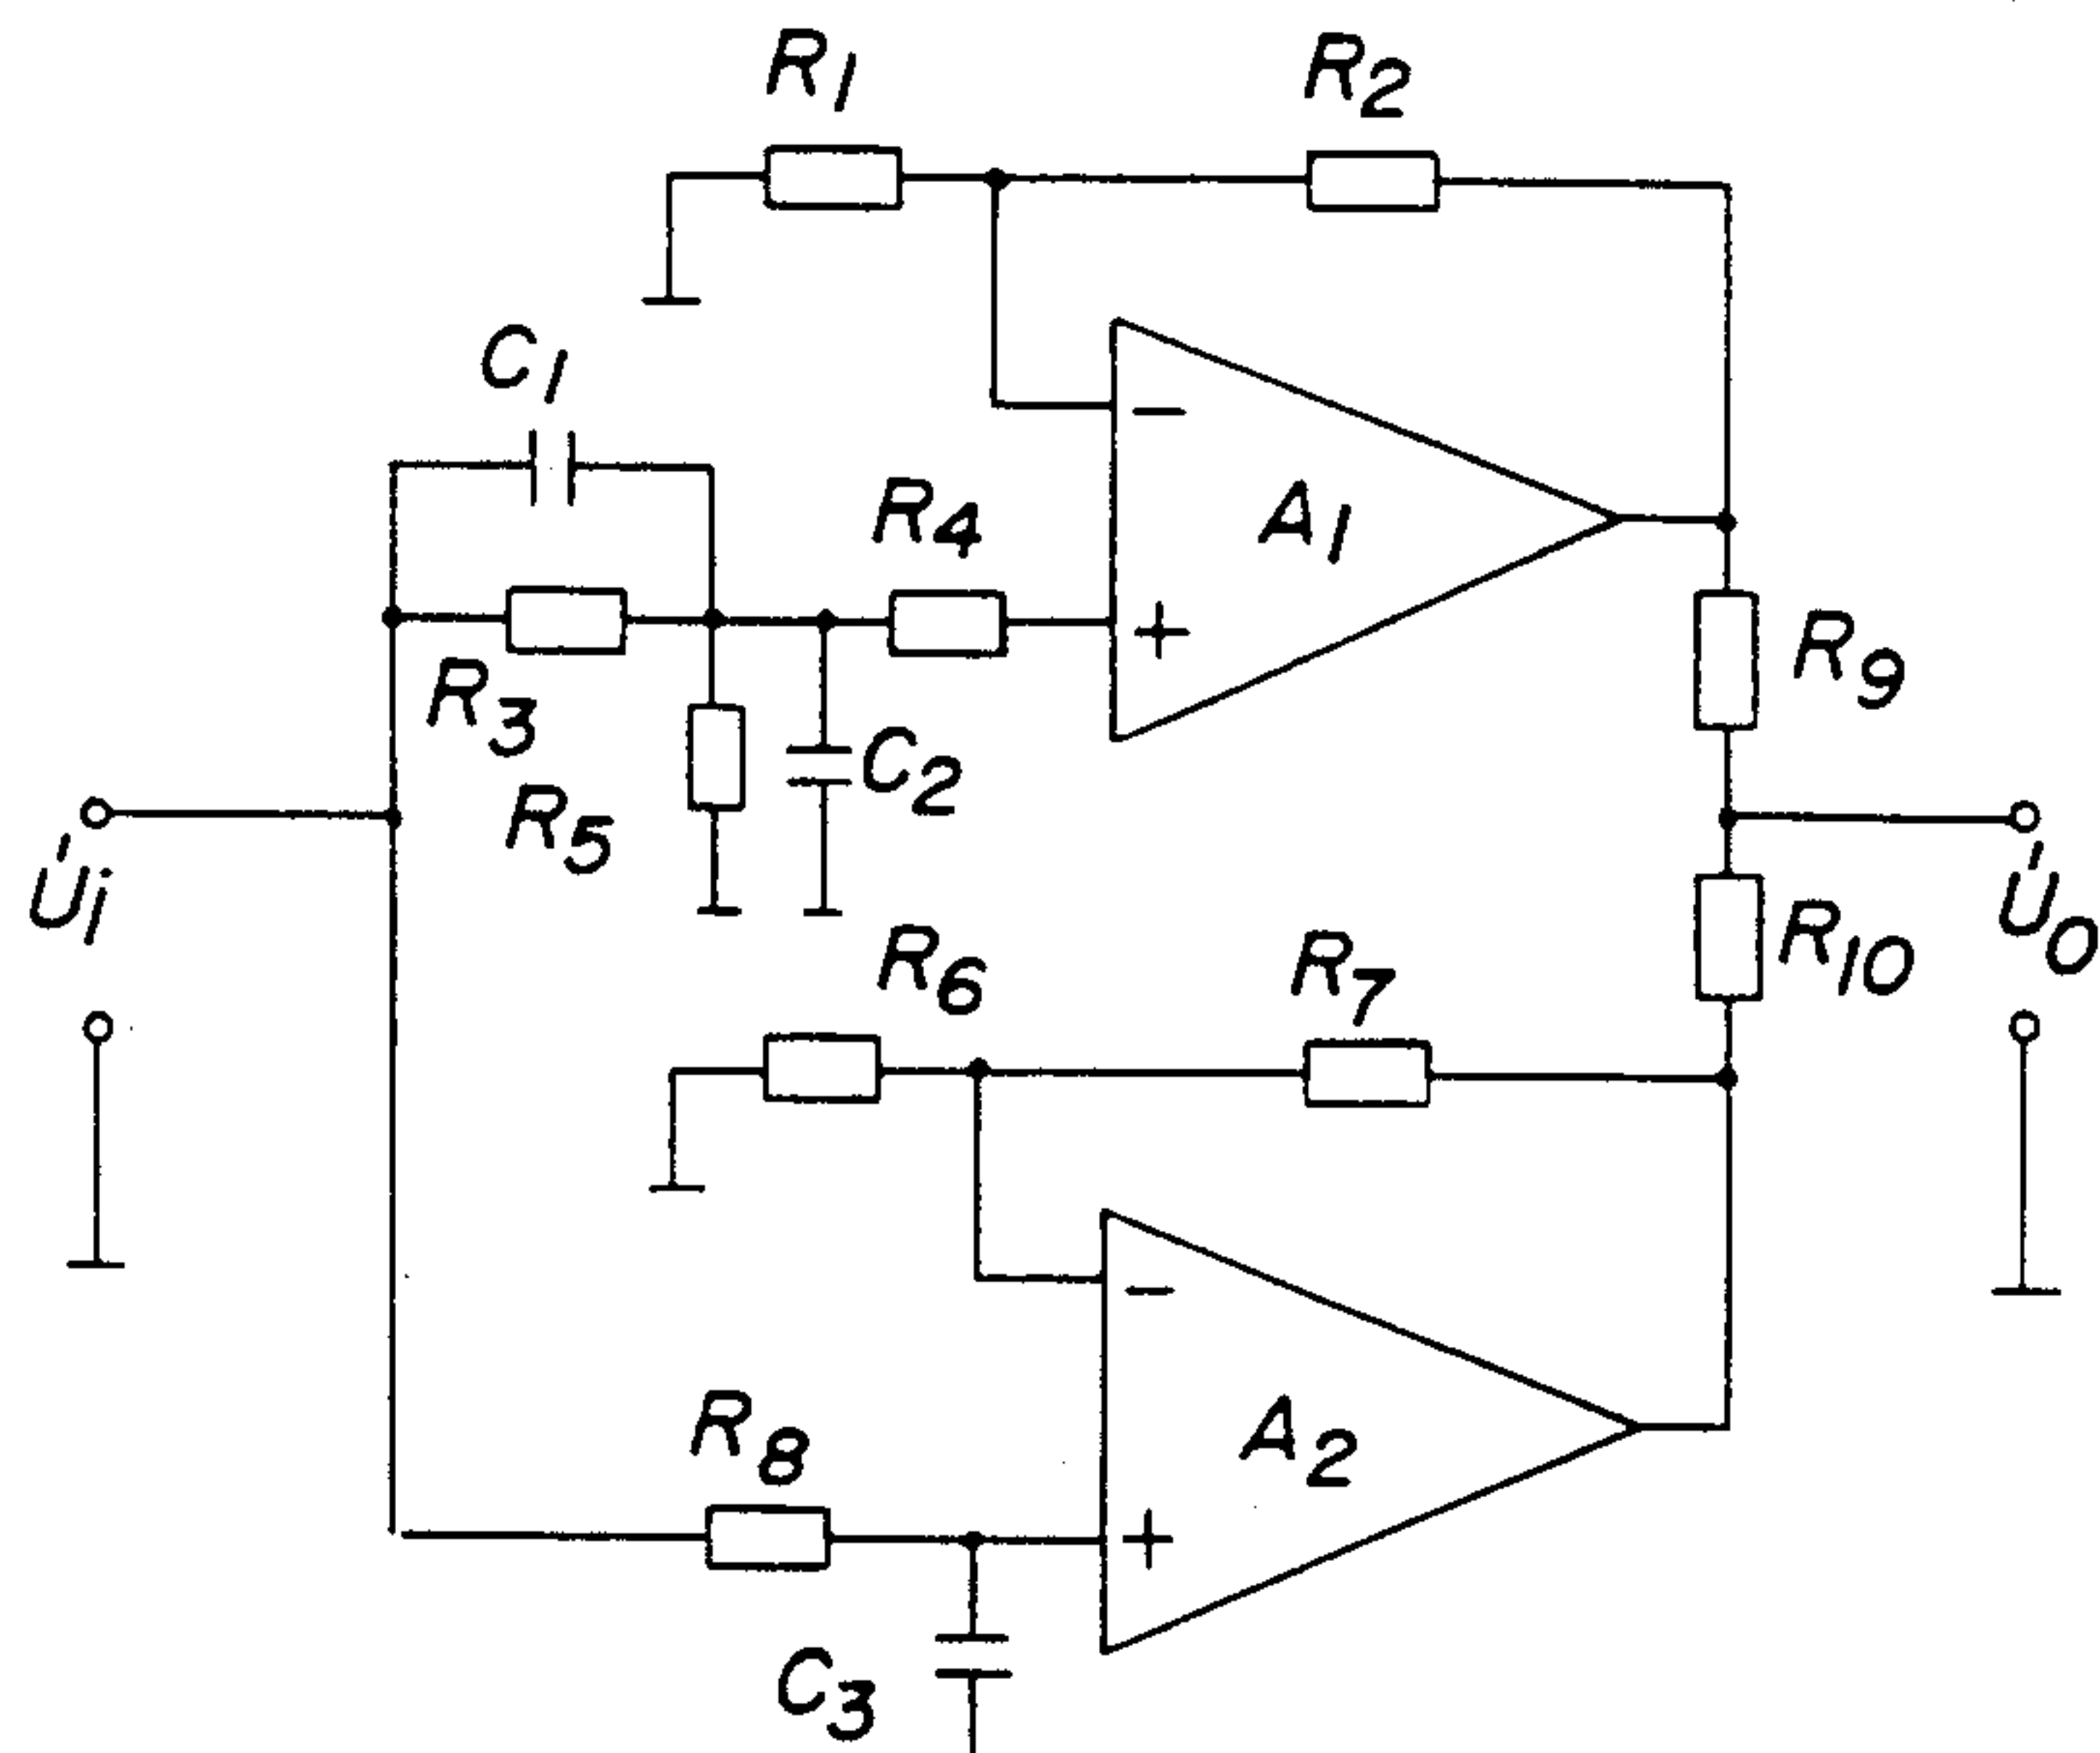 R1
R2
C1
R4
A1
R3
R9
C2
R5
U̇i
U̇o
R6
R7
R10
R8
A2
C3
−
+
−
+